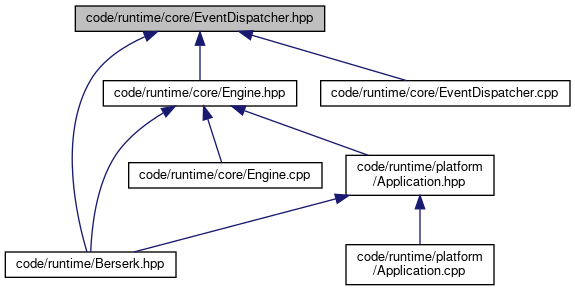 code/runtime/core/EventDispatcher.hpp
code/runtime/core/Engine.hpp
code/runtime/core/EventDispatcher.cpp
code/runtime/core/Engine.cpp
code/runtime/platform
/Application.hpp
code/runtime/Berserk.hpp
code/runtime/platform
/Application.cpp